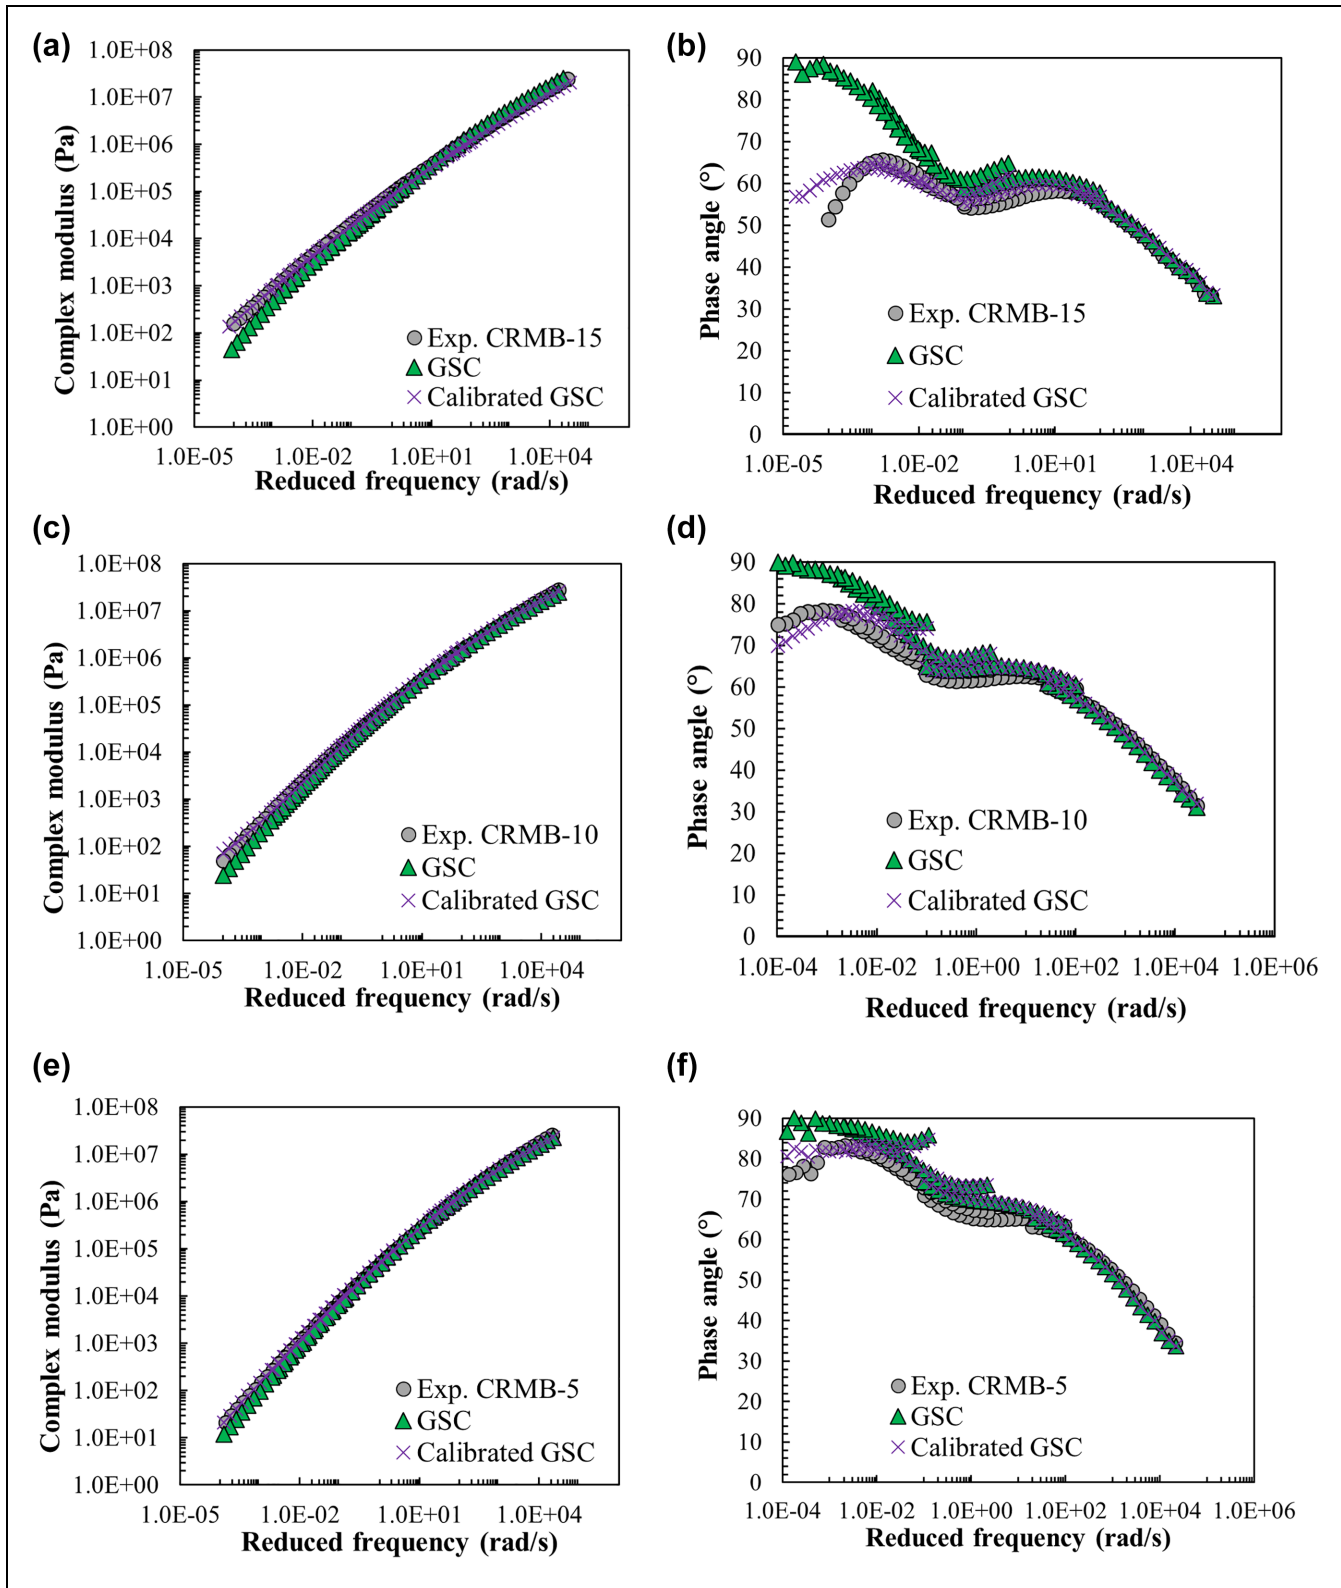 (a)
1.0E+08
1.0E+07
1.0E+06
1.0E+05
1.0E+04
1.0E+03
1.0E+02
1.0E+01
1.0E+00
Complex modulus (Pa)
Exp. CRMB-15
GSC
Calibrated GSC
1.0E-05 1.0E-02 1.0E+01 1.0E+04
Reduced frequency (rad/s)
(b)
90
80
70
60
50
40
30
20
10
0
Phase angle (°)
Exp. CRMB-15
GSC
Calibrated GSC
1.0E-05 1.0E-02 1.0E+01 1.0E+04
Reduced frequency (rad/s)
(c)
1.0E+08
1.0E+07
1.0E+06
1.0E+05
1.0E+04
1.0E+03
1.0E+02
1.0E+01
1.0E+00
Complex modulus (Pa)
Exp. CRMB-10
GSC
Calibrated GSC
1.0E-05 1.0E-02 1.0E+01 1.0E+04
Reduced frequency (rad/s)
(d)
90
80
70
60
50
40
30
20
10
0
Phase angle (°)
Exp. CRMB-10
GSC
Calibrated GSC
1.0E-04 1.0E-02 1.0E+00 1.0E+02 1.0E+04 1.0E+06
Reduced frequency (rad/s)
(e)
1.0E+08
1.0E+07
1.0E+06
1.0E+05
1.0E+04
1.0E+03
1.0E+02
1.0E+01
1.0E+00
Complex modulus (Pa)
Exp. CRMB-5
GSC
Calibrated GSC
1.0E-05 1.0E-02 1.0E+01 1.0E+04
Reduced frequency (rad/s)
(f)
90
80
70
60
50
40
30
20
10
0
Phase angle (°)
Exp. CRMB-5
GSC
Calibrated GSC
1.0E-04 1.0E-02 1.0E+00 1.0E+02 1.0E+04 1.0E+06
Reduced frequency (rad/s)